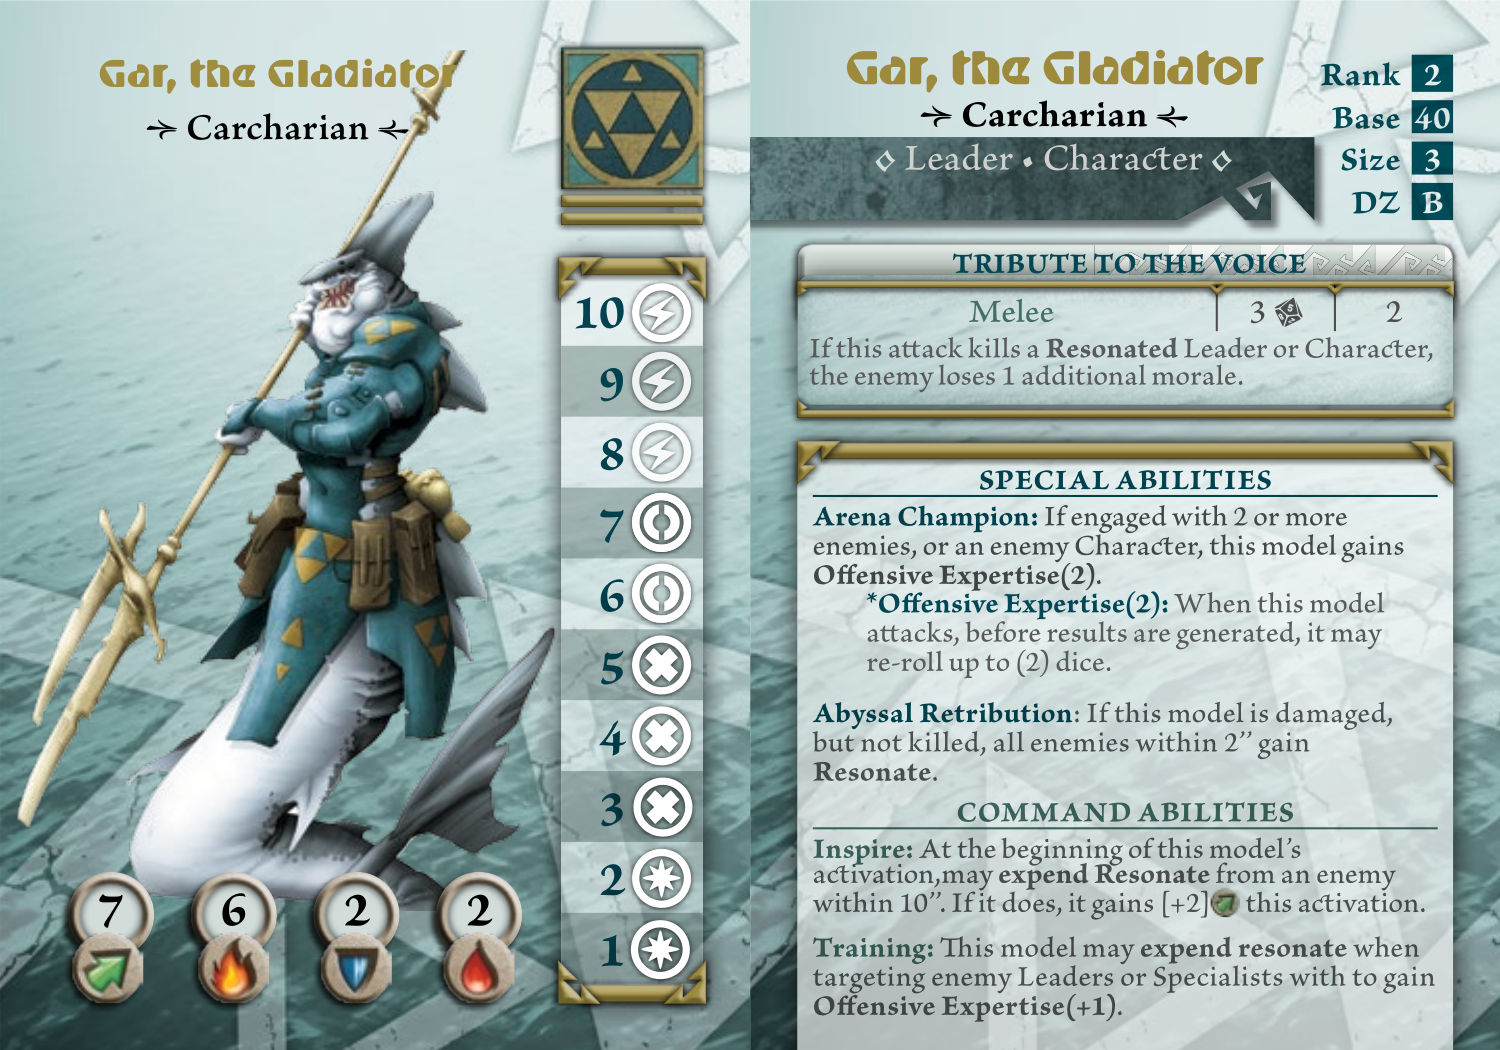 Gar, the Gladiator
Carcharian
10
9
8
7
6
5
4
3
2
1
7
6
2
2
Gar, the Gladiator
Carcharian
Leader • Character
Rank 2
Base 40
Size 3
DZ B
TRIBUTE TO THE VOICE
Melee 3 2
If this attack kills a Resonated Leader or Character,
the enemy loses 1 additional morale.
SPECIAL ABILITIES
Arena Champion: If engaged with 2 or more
enemies, or an enemy Character, this model gains
Offensive Expertise(2).
*Offensive Expertise(2): When this model
attacks, before results are generated, it may
re-roll up to (2) dice.
Abyssal Retribution: If this model is damaged,
but not killed, all enemies within 2’’ gain
Resonate.
COMMAND ABILITIES
Inspire: At the beginning of this model’s
activation,may expend Resonate from an enemy
within 10”. If it does, it gains [+2] this activation.
Training: This model may expend resonate when
targeting enemy Leaders or Specialists with to gain
Offensive Expertise(+1).